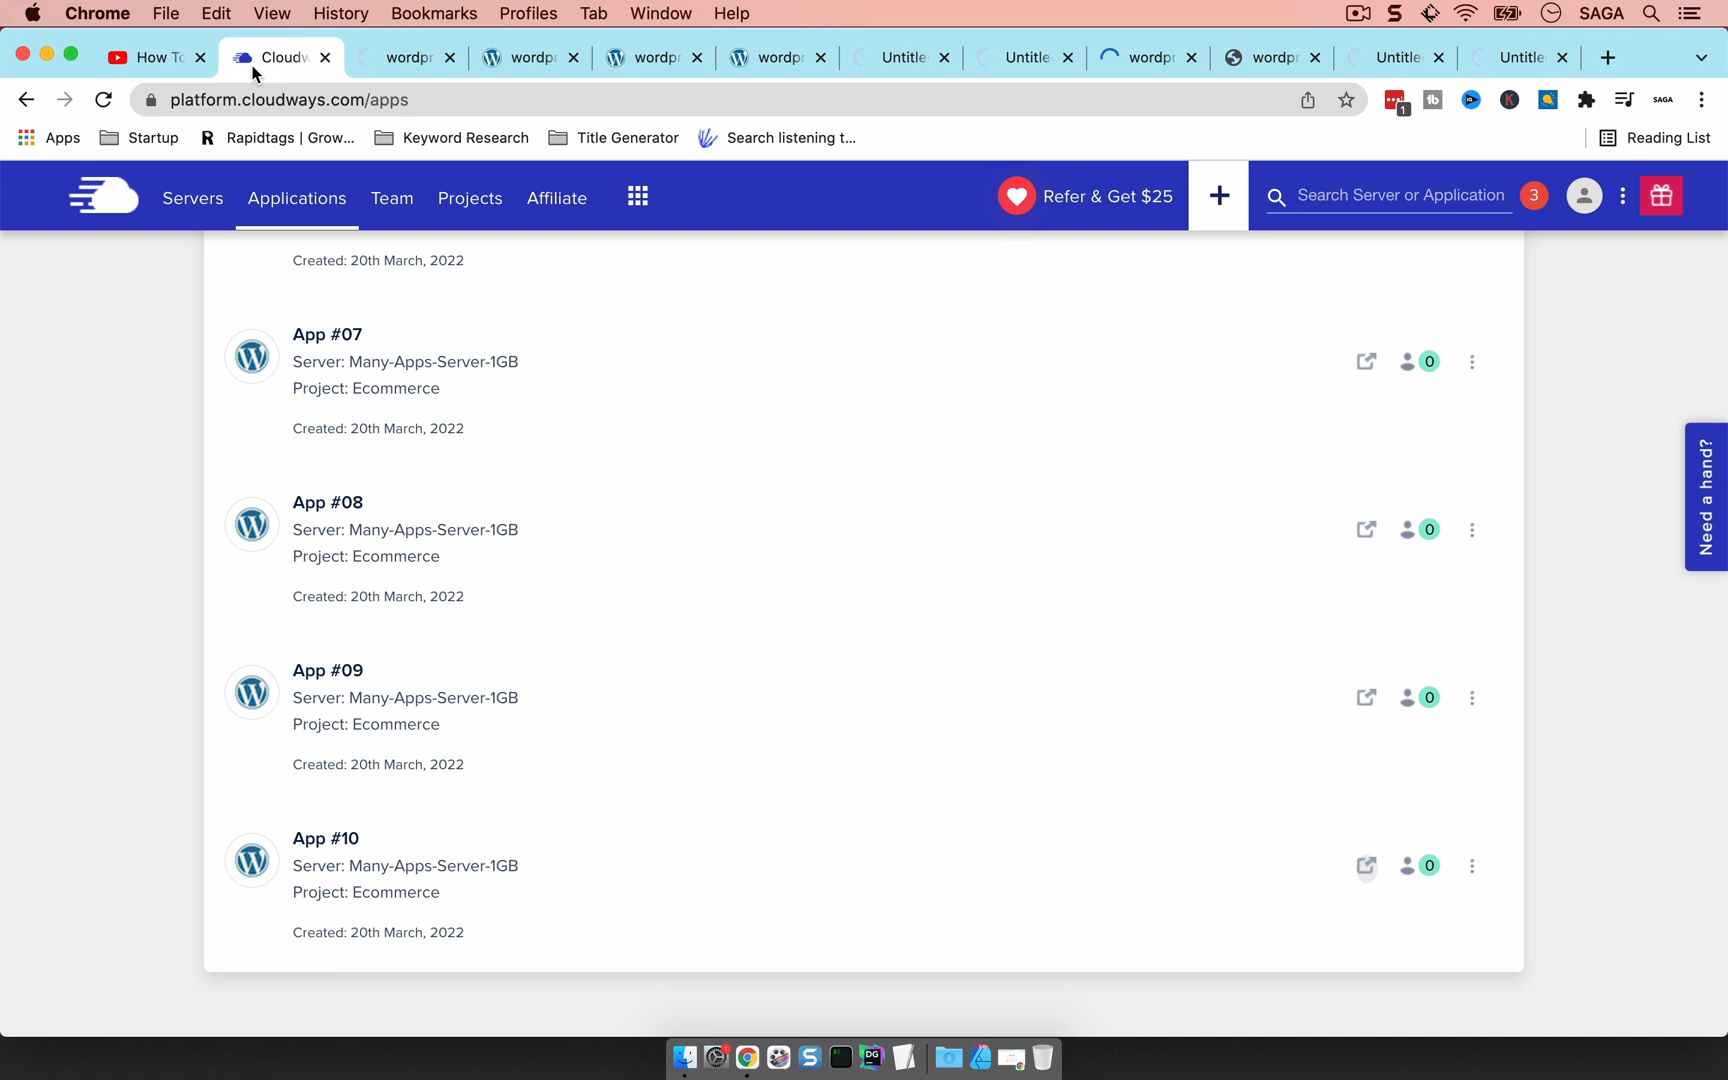 Chrome File Edit View History Bookmarks Profiles Tab Window Help SAGA
How To Cloudw wordpr wordpr wordpr wordpr Untitle Untitle wordpr wordpr Untitle Untitle
platform.cloudways.com/apps 1 tb K SAGA
Apps Startup R Rapidtags | Grow... Keyword Research Title Generator Search listening t... Reading List
Servers Applications Team Projects Affiliate Refer & Get $25 + Search Server or Application 3
Created: 20th March, 2022
App #07
Server: Many-Apps-Server-1GB 0
Project: Ecommerce
Created: 20th March, 2022
Need a hand?
App #08
Server: Many-Apps-Server-1GB 0
Project: Ecommerce
Created: 20th March, 2022
App #09
Server: Many-Apps-Server-1GB 0
Project: Ecommerce
Created: 20th March, 2022
App #10
Server: Many-Apps-Server-1GB 0
Project: Ecommerce
Created: 20th March, 2022
S DG